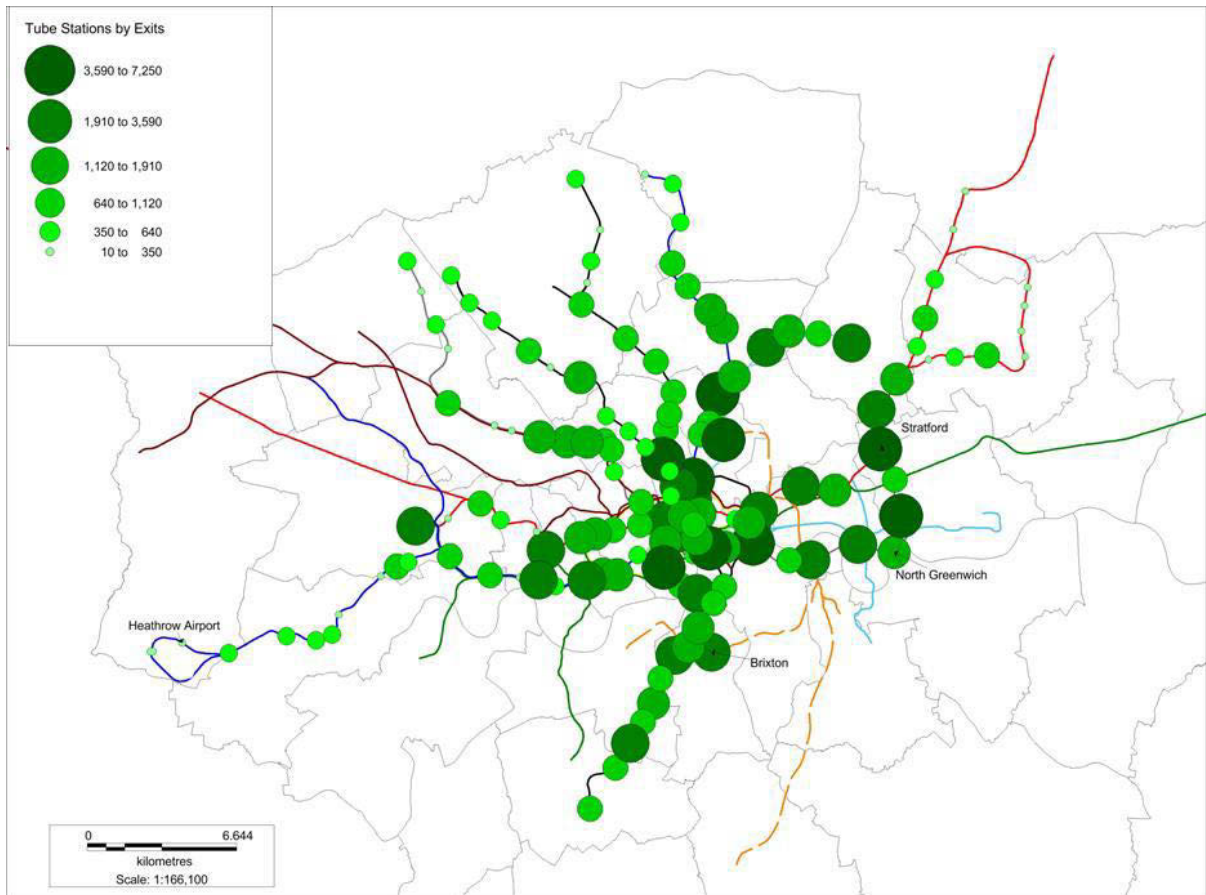 Tube Stations by Exits
3,590 to 7,250
1,910 to 3,590
1,120 to 1,910
640 to 1,120
350 to 640
10 to 350
Stratford
North Greenwich
Heathrow Airport
Brixton
0 6.644
kilometres
Scale: 1:166,100